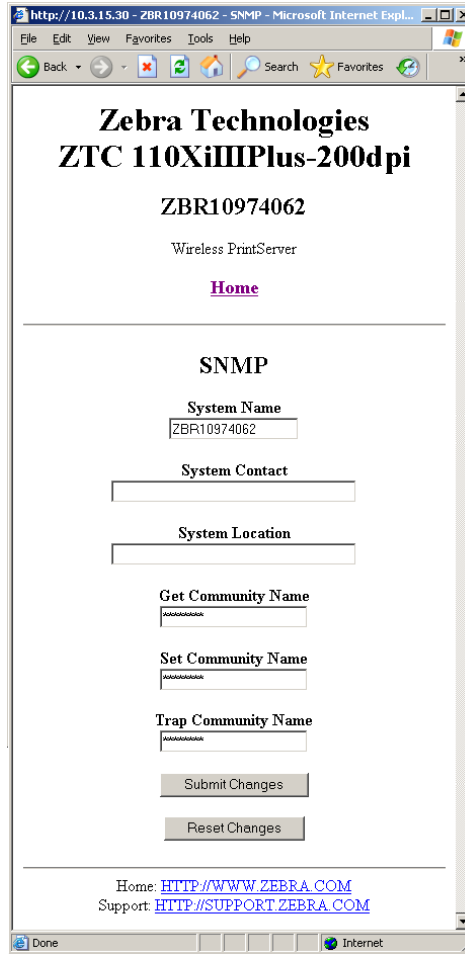 http://10.3.15.30 - ZBR10974062 - SNMP - Microsoft Internet Expl...
File Edit View Favorites Tools Help
Back Search Favorites »
Zebra Technologies
ZTC 110XiIIIPlus-200dpi
ZBR10974062
Wireless PrintServer
Home
SNMP
System Name
ZBR10974062
System Contact
System Location
Get Community Name
********
Set Community Name
********
Trap Community Name
********
Submit Changes
Reset Changes
Home: HTTP://WWW.ZEBRA.COM
Support: HTTP://SUPPORT.ZEBRA.COM
Done Internet